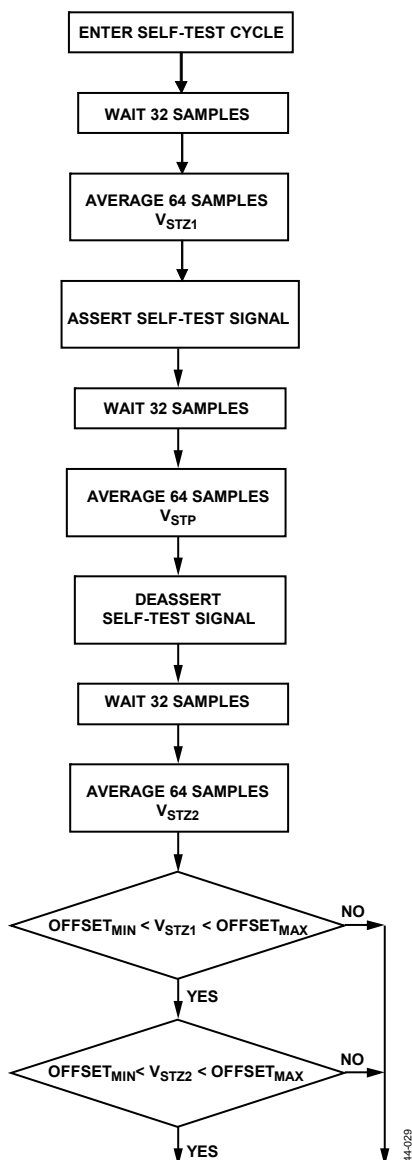 ENTER SELF-TEST CYCLE
WAIT 32 SAMPLES
AVERAGE 64 SAMPLES
VSTZ1
ASSERT SELF-TEST SIGNAL
WAIT 32 SAMPLES
AVERAGE 64 SAMPLES
VSTP
DEASSERT
SELF-TEST SIGNAL
WAIT 32 SAMPLES
AVERAGE 64 SAMPLES
VSTZ2
OFFSETMIN < VSTZ1 < OFFSETMAX
NO
YES
OFFSETMIN< VSTZ2 < OFFSETMAX
NO
YES
44-029